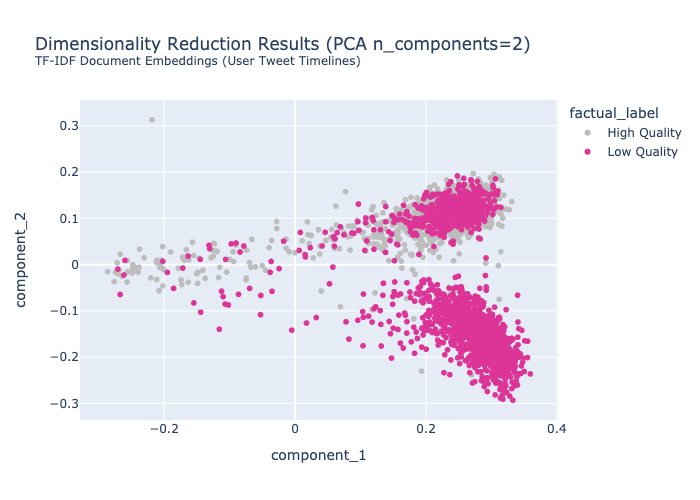 Dimensionality Reduction Results (PCA n_components=2)
TF-IDF Document Embeddings (User Tweet Timelines)
factual_label
High Quality
Low Quality
component_2
0.3
0.2
0.1
0
−0.1
−0.2
−0.3
−0.2
0
0.2
0.4
component_1